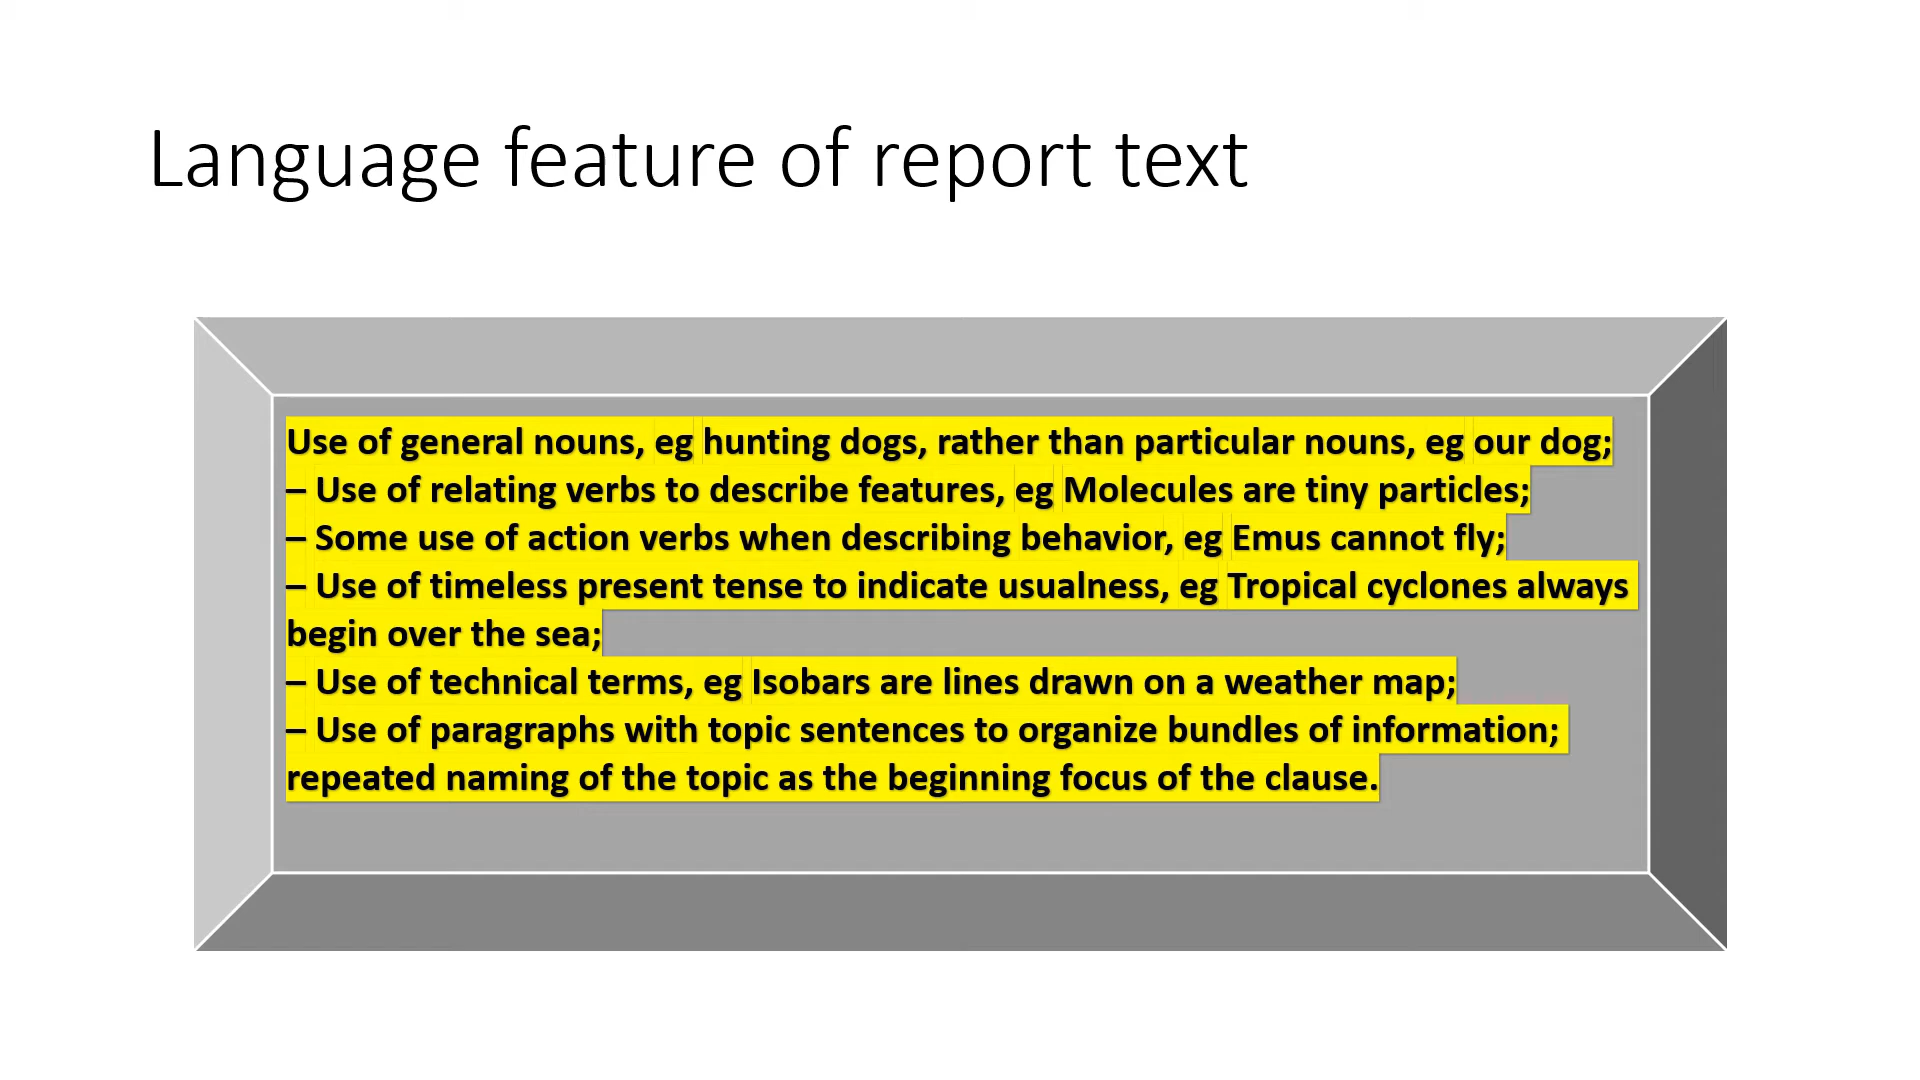 Language feature of report text
Use of general nouns, eg hunting dogs, rather than particular nouns, eg our dog;
– Use of relating verbs to describe features, eg Molecules are tiny particles;
– Some use of action verbs when describing behavior, eg Emus cannot fly;
– Use of timeless present tense to indicate usualness, eg Tropical cyclones always
begin over the sea;
– Use of technical terms, eg Isobars are lines drawn on a weather map;
– Use of paragraphs with topic sentences to organize bundles of information;
repeated naming of the topic as the beginning focus of the clause.